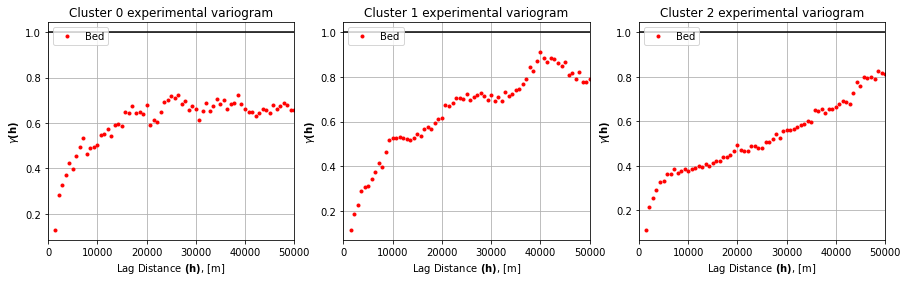 Cluster 0 experimental variogram
1.0
0.8
0.6
0.4
0.2
γ(h)
Bed
0 10000 20000 30000 40000 50000
Lag Distance (h), [m]
Cluster 1 experimental variogram
1.0
0.8
0.6
0.4
0.2
γ(h)
Bed
0 10000 20000 30000 40000 50000
Lag Distance (h), [m]
Cluster 2 experimental variogram
1.0
0.8
0.6
0.4
0.2
γ(h)
Bed
0 10000 20000 30000 40000 50000
Lag Distance (h), [m]